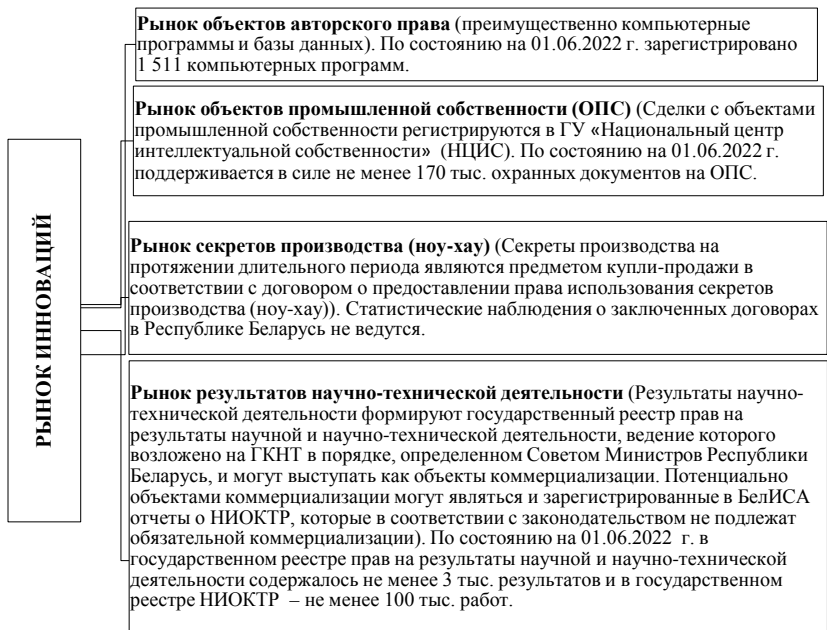 РЫНОК ИННОВАЦИЙ
Рынок объектов авторского права (преимущественно компьютерные
программы и базы данных). По состоянию на 01.06.2022 г. зарегистрировано
1 511 компьютерных программ.
Рынок объектов промышленной собственности (ОПС) (Сделки с объектами
промышленной собственности регистрируются в ГУ «Национальный центр
интеллектуальной собственности» (НЦИС). По состоянию на 01.06.2022 г.
поддерживается в силе не менее 170 тыс. охранных документов на ОПС.
Рынок секретов производства (ноу-хау) (Секреты производства на
протяжении длительного периода являются предметом купли-продажи в
соответствии с договором о предоставлении права использования секретов
производства (ноу-хау)). Статистические наблюдения о заключенных договорах
в Республике Беларусь не ведутся.
Рынок результатов научно-технической деятельности (Результаты научно-
технической деятельности формируют государственный реестр прав на
результаты научной и научно-технической деятельности, ведение которого
возложено на ГКНТ в порядке, определенном Советом Министров Республики
Беларусь, и могут выступать как объекты коммерциализации. Потенциально
объектами коммерциализации могут являться и зарегистрированные в БелИСА
отчеты о НИОКТР, которые в соответствии с законодательством не подлежат
обязательной коммерциализации). По состоянию на 01.06.2022 г. в
государственном реестре прав на результаты научной и научно-технической
деятельности содержалось не менее 3 тыс. результатов и в государственном
реестре НИОКТР – не менее 100 тыс. работ.